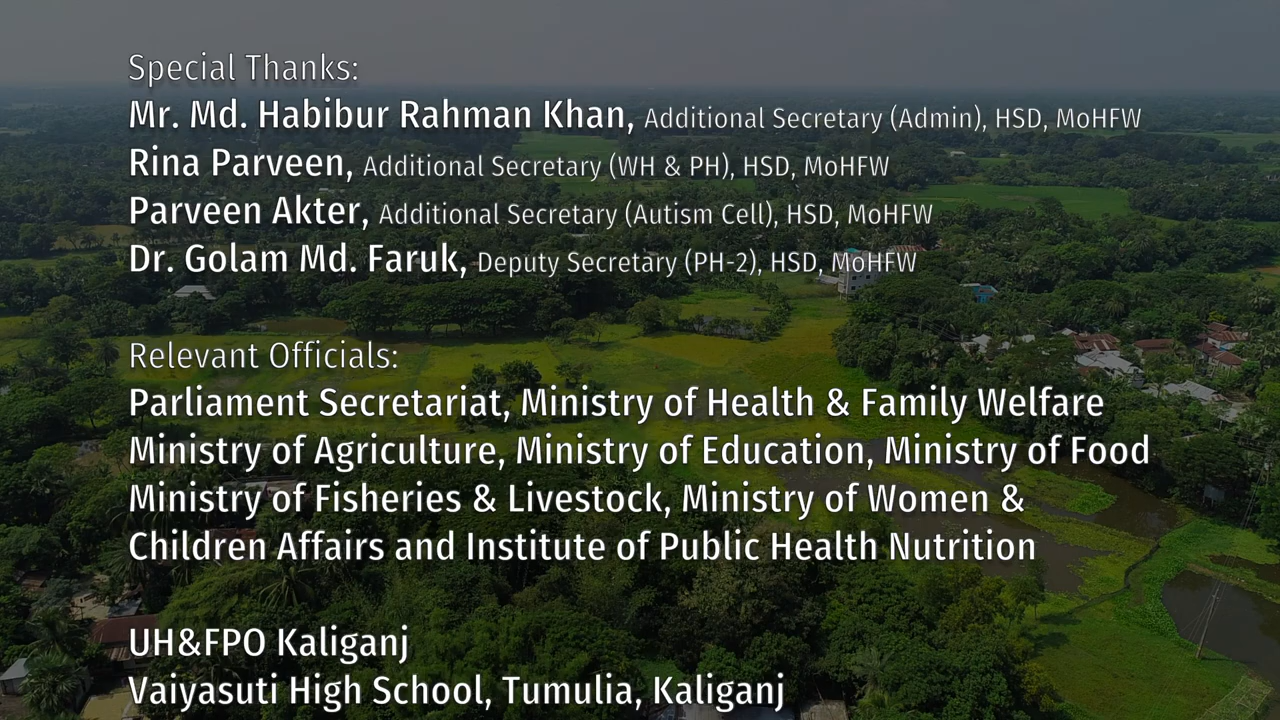 Special Thanks:
Mr. Md. Habibur Rahman Khan, Additional Secretary (Admin), HSD, MoHFW
Rina Parveen, Additional Secretary (WH & PH), HSD, MoHFW
Parveen Akter, Additional Secretary (Autism Cell), HSD, MoHFW
Dr. Golam Md. Faruk, Deputy Secretary (PH-2), HSD, MoHFW
Relevant Officials:
Parliament Secretariat, Ministry of Health & Family Welfare
Ministry of Agriculture, Ministry of Education, Ministry of Food
Ministry of Fisheries & Livestock, Ministry of Women &
Children Affairs and Institute of Public Health Nutrition
UH&FPO Kaliganj
Vaiyasuti High School, Tumulia, Kaliganj